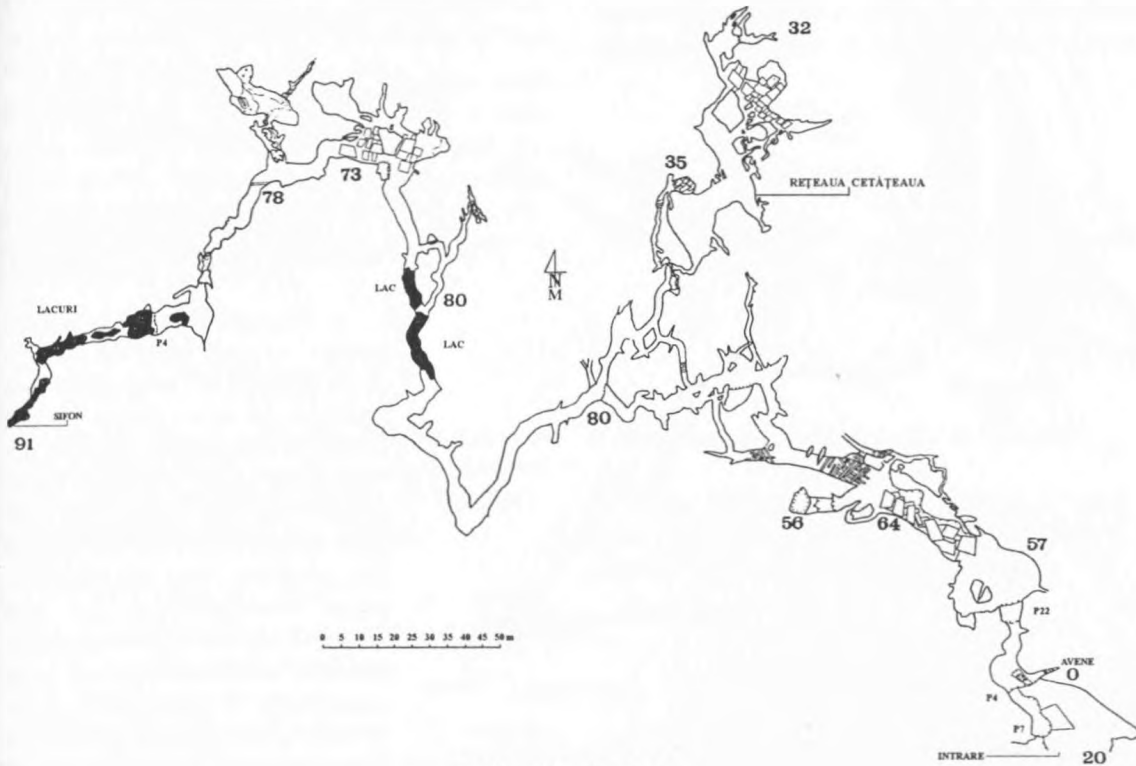 32
35
REȚEAUA CETĂȚEAUA
73
78
N
M
LAC
80
LACURI
P4
LAC
SIFON
91
80
56
64
57
0 5 10 15 20 25 30 35 40 45 50 m
P22
AVENE
0
P4
P7
INTRARE
20